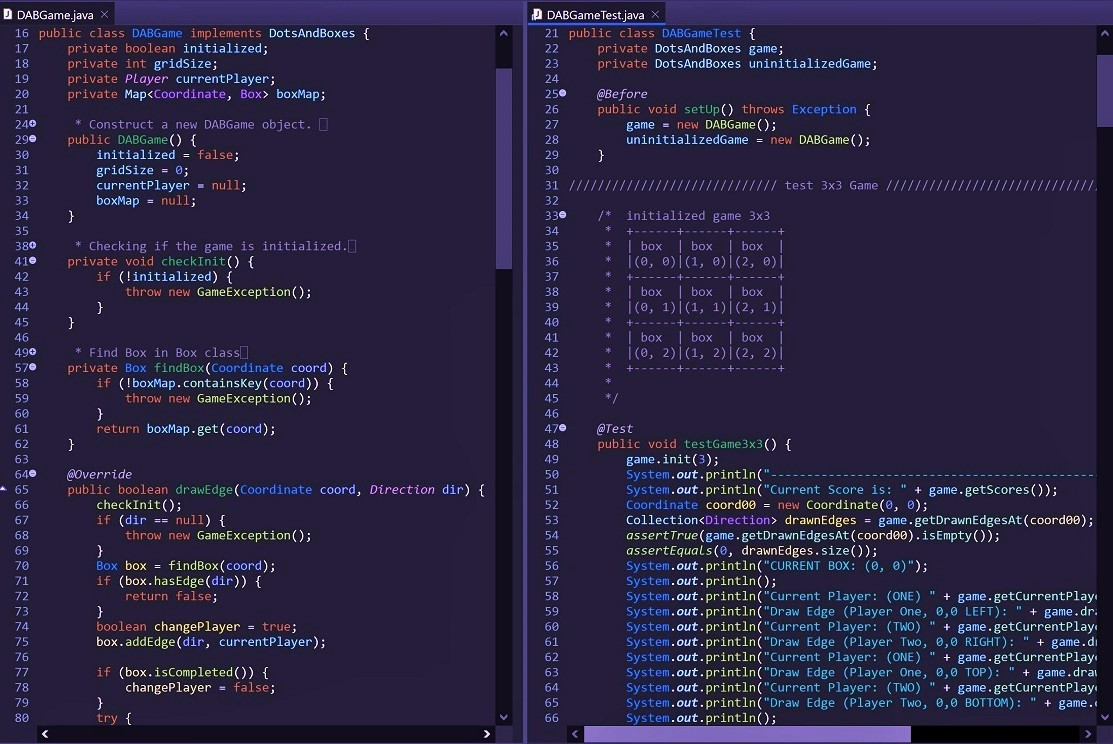 DABGame.java
16 public class DABGame implements DotsAndBoxes {
17 private boolean initialized;
18 private int gridSize;
19 private Player currentPlayer;
20 private Map<Coordinate, Box> boxMap;
21
24 * Construct a new DABGame object.
29 public DABGame() {
30 initialized = false;
31 gridSize = 0;
32 currentPlayer = null;
33 boxMap = null;
34 }
35
38 * Checking if the game is initialized.
41 private void checkInit() {
42 if (!initialized) {
43 throw new GameException();
44 }
45 }
46
49 * Find Box in Box class
57 private Box findBox(Coordinate coord) {
58 if (!boxMap.containsKey(coord)) {
59 throw new GameException();
60 }
61 return boxMap.get(coord);
62 }
63
64 @Override
65 public boolean drawEdge(Coordinate coord, Direction dir) {
66 checkInit();
67 if (dir == null) {
68 throw new GameException();
69 }
70 Box box = findBox(coord);
71 if (box.hasEdge(dir)) {
72 return false;
73 }
74 boolean changePlayer = true;
75 box.addEdge(dir, currentPlayer);
76
77 if (box.isCompleted()) {
78 changePlayer = false;
79 }
80 try {
DABGameTest.java
21 public class DABGameTest {
22 private DotsAndBoxes game;
23 private DotsAndBoxes uninitializedGame;
24
25 @Before
26 public void setUp() throws Exception {
27 game = new DABGame();
28 uninitializedGame = new DABGame();
29 }
30
31 ///////////////////////////// test 3x3 Game /////////////////////////////
32
33 /* initialized game 3x3
34 * +------+------+------+
35 * | box | box | box |
36 * |(0, 0)|(1, 0)|(2, 0)|
37 * +------+------+------+
38 * | box | box | box |
39 * |(0, 1)|(1, 1)|(2, 1)|
40 * +------+------+------+
41 * | box | box | box |
42 * |(0, 2)|(1, 2)|(2, 2)|
43 * +------+------+------+
44 *
45 */
46
47 @Test
48 public void testGame3x3() {
49 game.init(3);
50 System.out.println("---------------------------------------------
51 System.out.println("Current Score is: " + game.getScores());
52 Coordinate coord00 = new Coordinate(0, 0);
53 Collection<Direction> drawnEdges = game.getDrawnEdgesAt(coord00);
54 assertTrue(game.getDrawnEdgesAt(coord00).isEmpty());
55 assertEquals(0, drawnEdges.size());
56 System.out.println("CURRENT BOX: (0, 0)");
57 System.out.println();
58 System.out.println("Current Player: (ONE) " + game.getCurrentPlaye
59 System.out.println("Draw Edge (Player One, 0,0 LEFT): " + game.dra
60 System.out.println("Current Player: (TWO) " + game.getCurrentPlaye
61 System.out.println("Draw Edge (Player Two, 0,0 RIGHT): " + game.d
62 System.out.println("Current Player: (ONE) " + game.getCurrentPlaye
63 System.out.println("Draw Edge (Player One, 0,0 TOP): " + game.draw
64 System.out.println("Current Player: (TWO) " + game.getCurrentPlaye
65 System.out.println("Draw Edge (Player Two, 0,0 BOTTOM): " + game.
66 System.out.println();